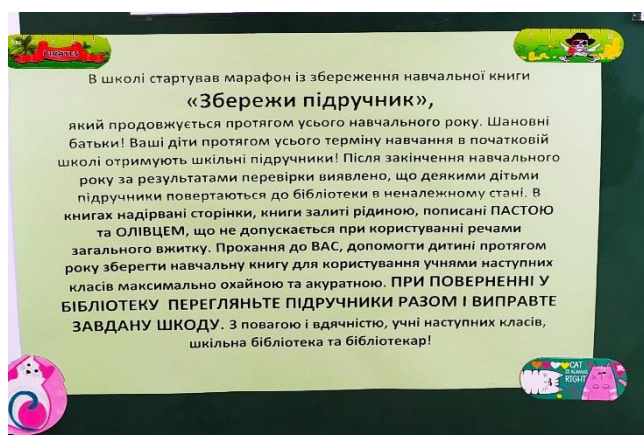 PIRATES
В школі стартував марафон із збереження навчальної книги
«Збережи підручник»,
який продовжується протягом усього навчального року. Шановні
батьки! Ваші діти протягом усього терміну навчання в початковій
школі отримують шкільні підручники! Після закінчення навчального
року за результатами перевірки виявлено, що деякими дітьми
підручники повертаються до бібліотеки в неналежному стані. В
книгах надірвані сторінки, книги залиті рідиною, пописані ПАСТОЮ
та ОЛІВЦЕМ, що не допускається при користуванні речами
загального вжитку. Прохання до ВАС, допомогти дитині протягом
року зберегти навчальну книгу для користування учнями наступних
класів максимально охайною та акуратною. ПРИ ПОВЕРНЕННІ У
БІБЛІОТЕКУ ПЕРЕГЛЯНЬТЕ ПІДРУЧНИКИ РАЗОМ І ВИПРАВТЕ
ЗАВДАНУ ШКОДУ. З повагою і вдячністю, учні наступних класів,
шкільна бібліотека та бібліотекар!
CAT
IS ALWAYS
RIGHT